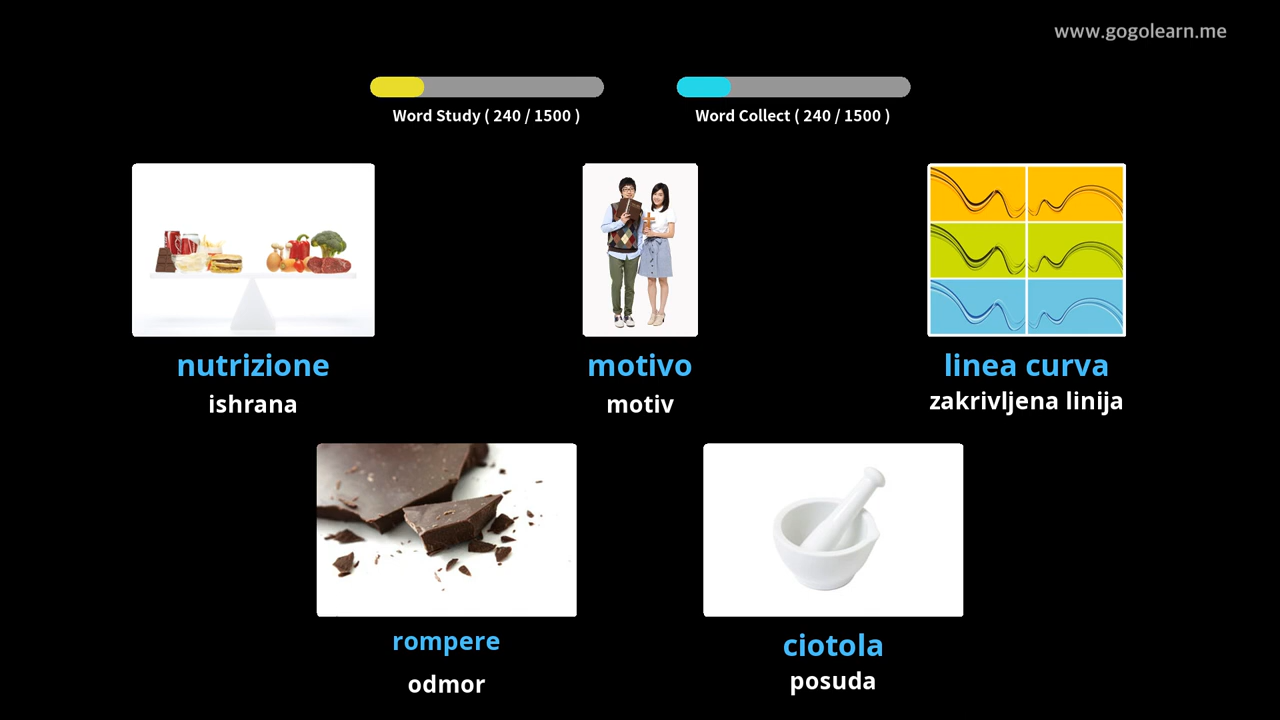 www.gogolearn.me
Word Study ( 240 / 1500 )
Word Collect ( 240 / 1500 )
nutrizione
ishrana
motivo
motiv
linea curva
zakrivljena linija
rompere
odmor
ciotola
posuda